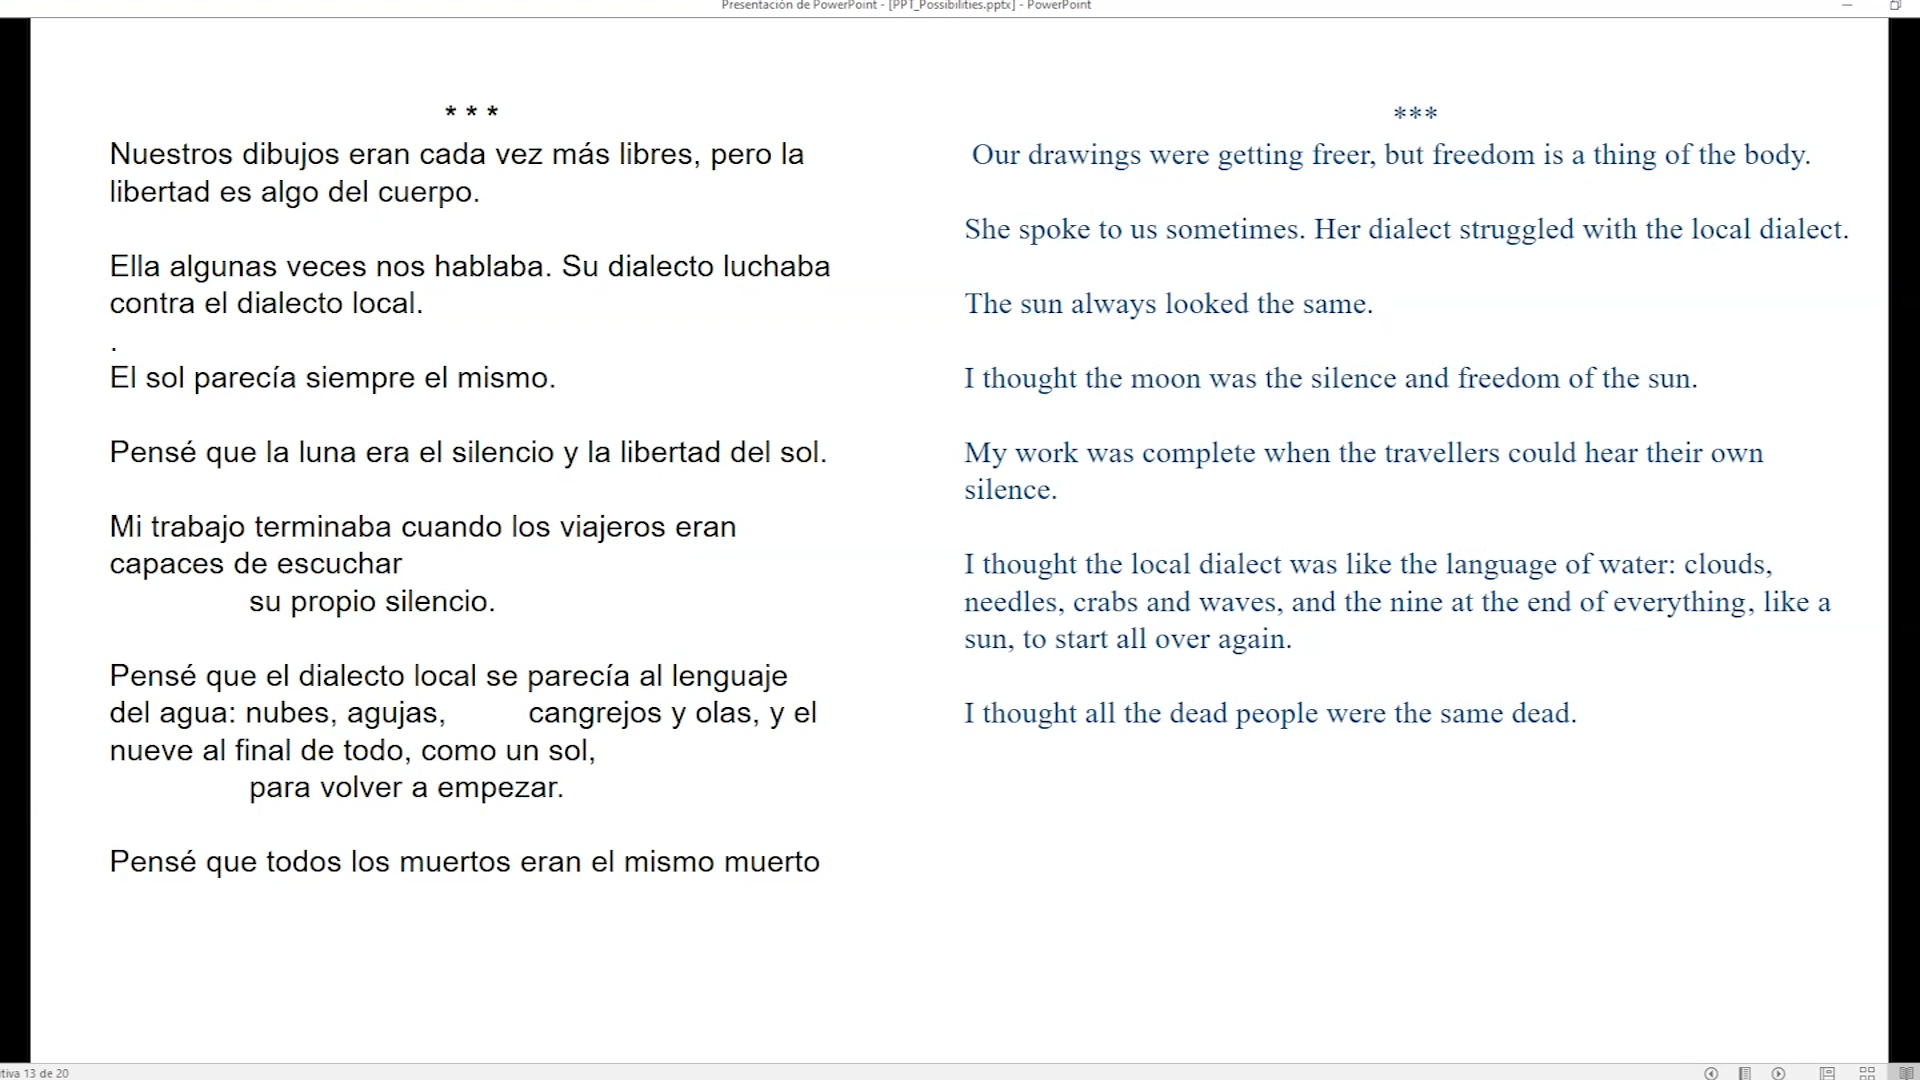 Presentación de PowerPoint - [PPT_Possibilities.pptx] - PowerPoint
* * *
Nuestros dibujos eran cada vez más libres, pero la
libertad es algo del cuerpo.
Ella algunas veces nos hablaba. Su dialecto luchaba
contra el dialecto local.
.
El sol parecía siempre el mismo.
Pensé que la luna era el silencio y la libertad del sol.
Mi trabajo terminaba cuando los viajeros eran
capaces de escuchar
su propio silencio.
Pensé que el dialecto local se parecía al lenguaje
del agua: nubes, agujas, cangrejos y olas, y el
nueve al final de todo, como un sol,
para volver a empezar.
Pensé que todos los muertos eran el mismo muerto
***
Our drawings were getting freer, but freedom is a thing of the body.
She spoke to us sometimes. Her dialect struggled with the local dialect.
The sun always looked the same.
I thought the moon was the silence and freedom of the sun.
My work was complete when the travellers could hear their own
silence.
I thought the local dialect was like the language of water: clouds,
needles, crabs and waves, and the nine at the end of everything, like a
sun, to start all over again.
I thought all the dead people were the same dead.
itiva 13 de 20